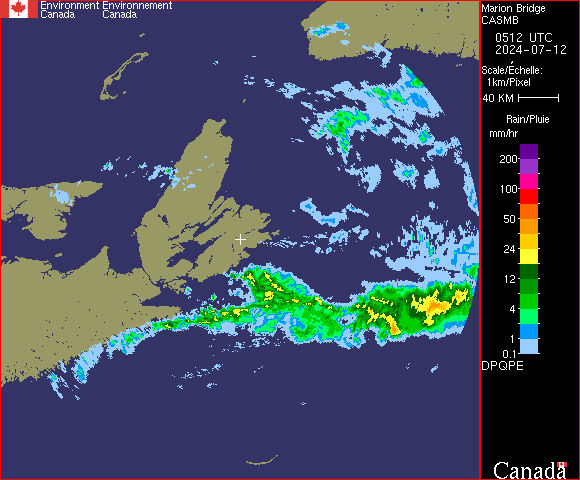 Environment Environnement
Canada Canada
Marion Bridge
CASMB
0512 UTC
2024-07-12
Scale/Échelle:
1km/Pixel
40 KM
Rain/Pluie
mm/hr
200
100
50
24
12
4
1
0.1
DPQPE
Canada